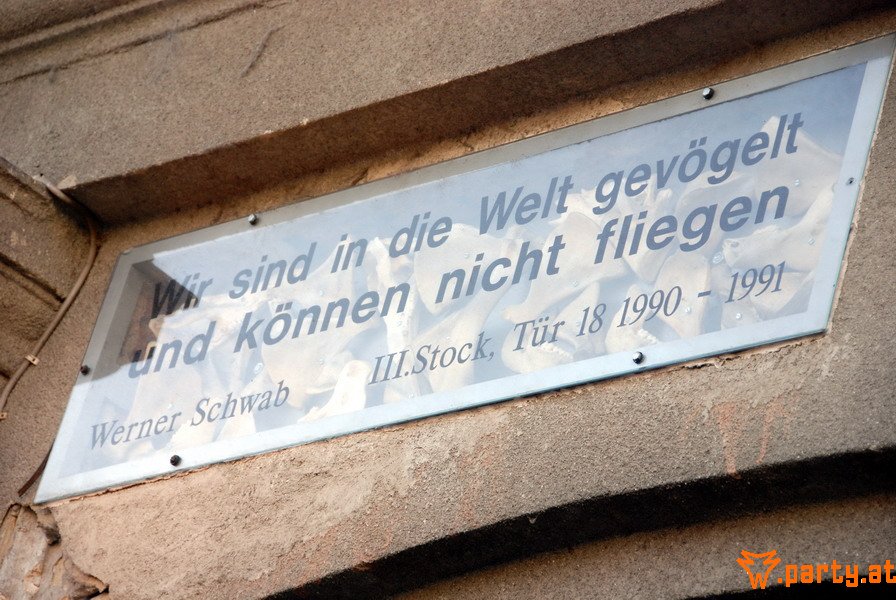 Wir sind in die Welt gevögelt
und können nicht fliegen
Werner Schwab III.Stock, Tür 18 1990 - 1991
W.party.at